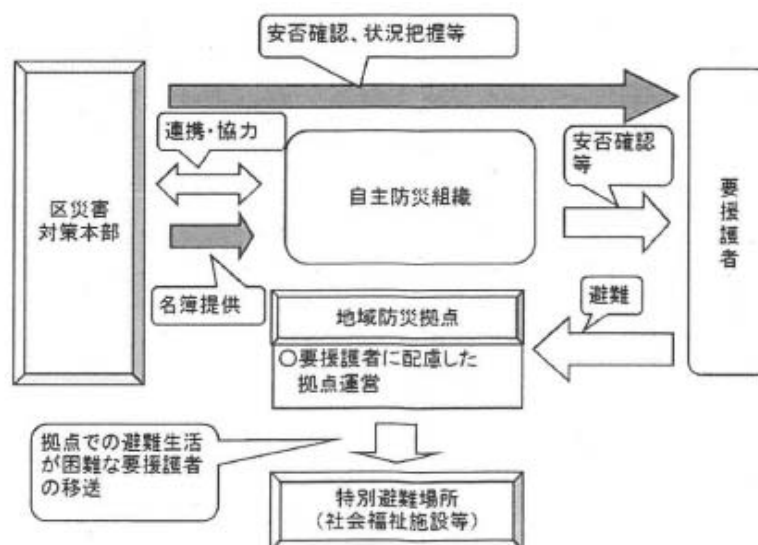 安否確認、状況把握等
連携・協力
安否確認
等
区災害
対策本部
自主防災組織
要援護者
名簿提供
地域防災拠点
避難
○要援護者に配慮した
拠点運営
拠点での避難生活
が困難な要援護者
の移送
特別避難場所
（社会福祉施設等）